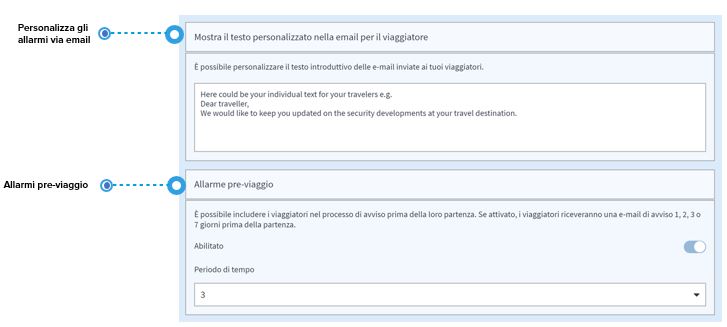 Personalizza gli
allarmi via email
Mostra il testo personalizzato nella email per il viaggiatore
È possibile personalizzare il testo introduttivo delle e-mail inviate ai tuoi viaggiatori.
Here could be your individual text for your travelers e.g.
Dear traveller,
We would like to keep you updated on the security developments at your travel destination.
Allarmi pre-viaggio
Allarme pre-viaggio
È possibile includere i viaggiatori nel processo di avviso prima della loro partenza. Se attivato, i viaggiatori riceveranno una e-mail di avviso 1, 2, 3 o
7 giorni prima della partenza.
Abilitato
Periodo di tempo
3